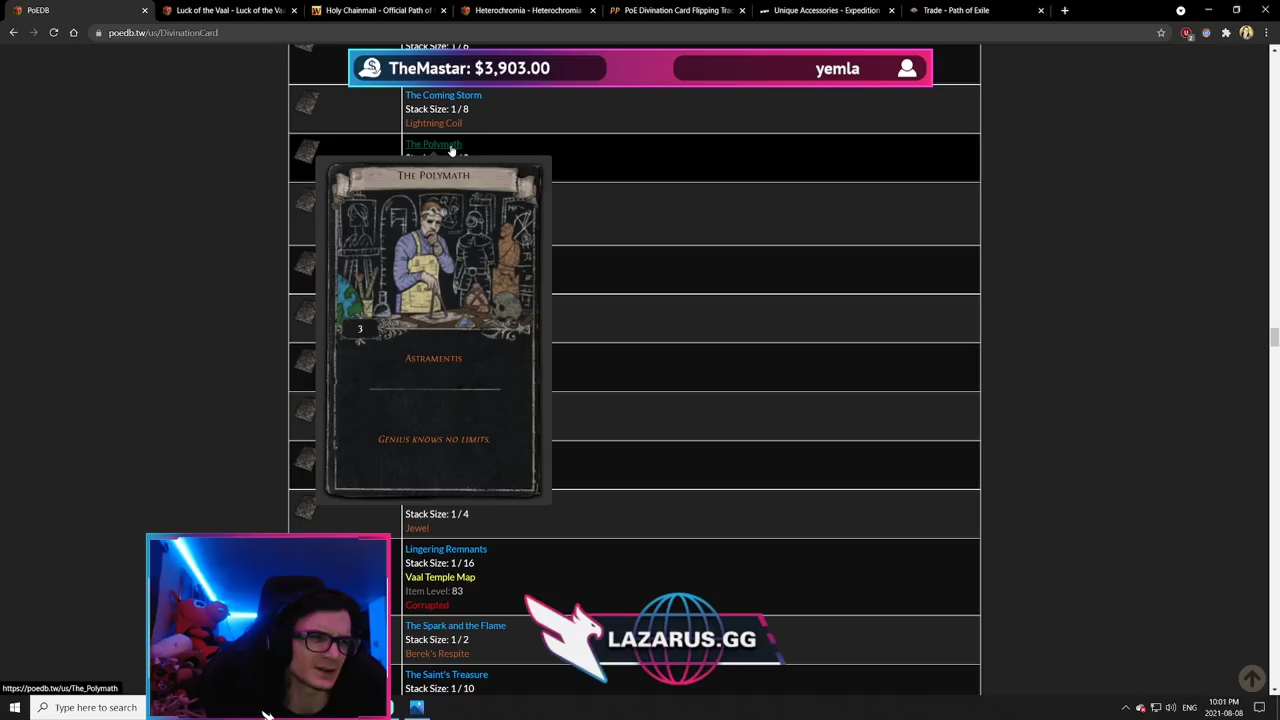 PoEDB
Luck of the Vaal - Luck of the Va
Holy Chainmail - Official Path of
Heterochromia - Heterochromia
PoE Divination Card Flipping Trac
Unique Accessories - Expedition
Trade - Path of Exile
poedb.tw/us/DivinationCard
Stack Size: 1 / 6
TheMastar: $3,903.00
yemla
The Coming Storm
Stack Size: 1 / 8
Lightning Coil
The Polymath
The Polymath
3
Astramentis
Genius knows no limits.
Stack Size: 1 / 4
Jewel
Lingering Remnants
Stack Size: 1 / 16
Vaal Temple Map
Item Level: 83
Corrupted
The Spark and the Flame
Stack Size: 1 / 2
Berek's Respite
The Saint's Treasure
Stack Size: 1 / 10
LAZARUS.GG
https://poedb.tw/us/The_Polymath
Type here to search
ENG
10:01 PM
2021-08-08